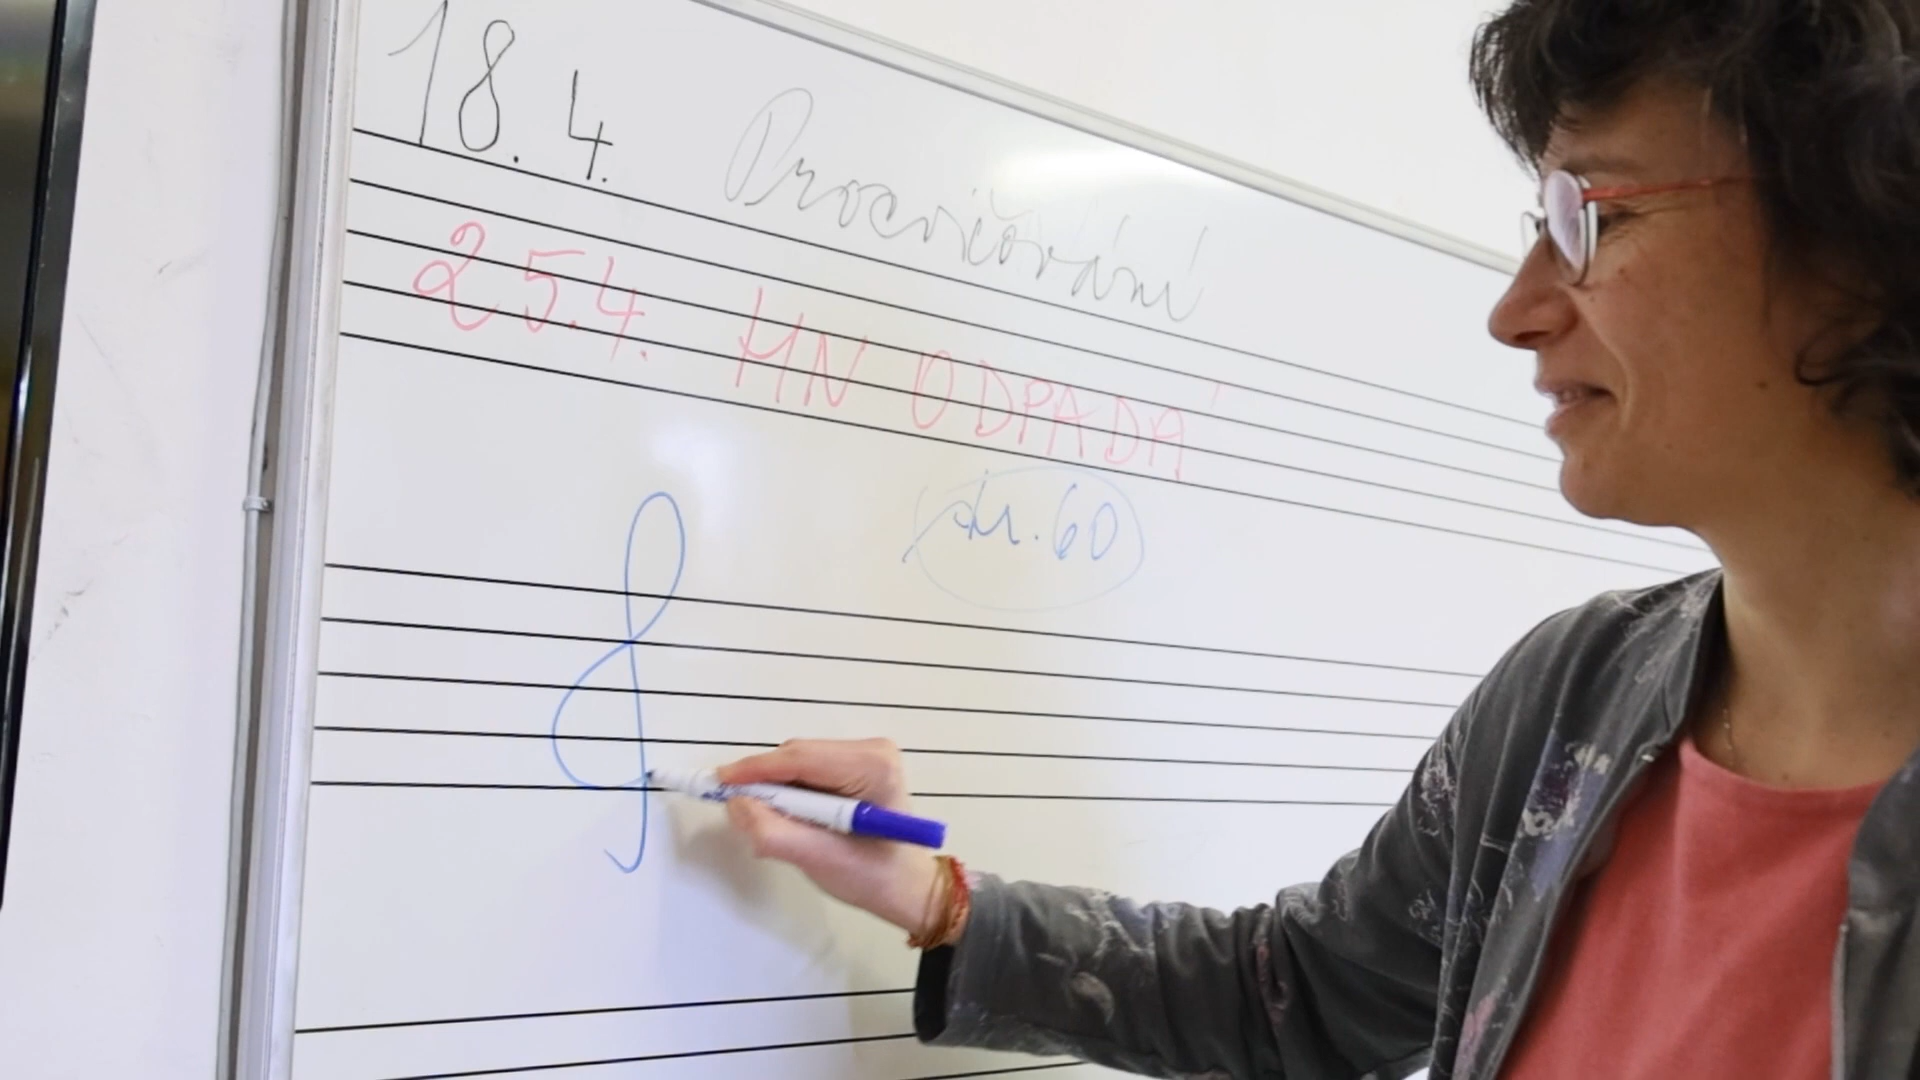 18. 4. Procvičování
25.4. HN ODPADÁ
str. 60